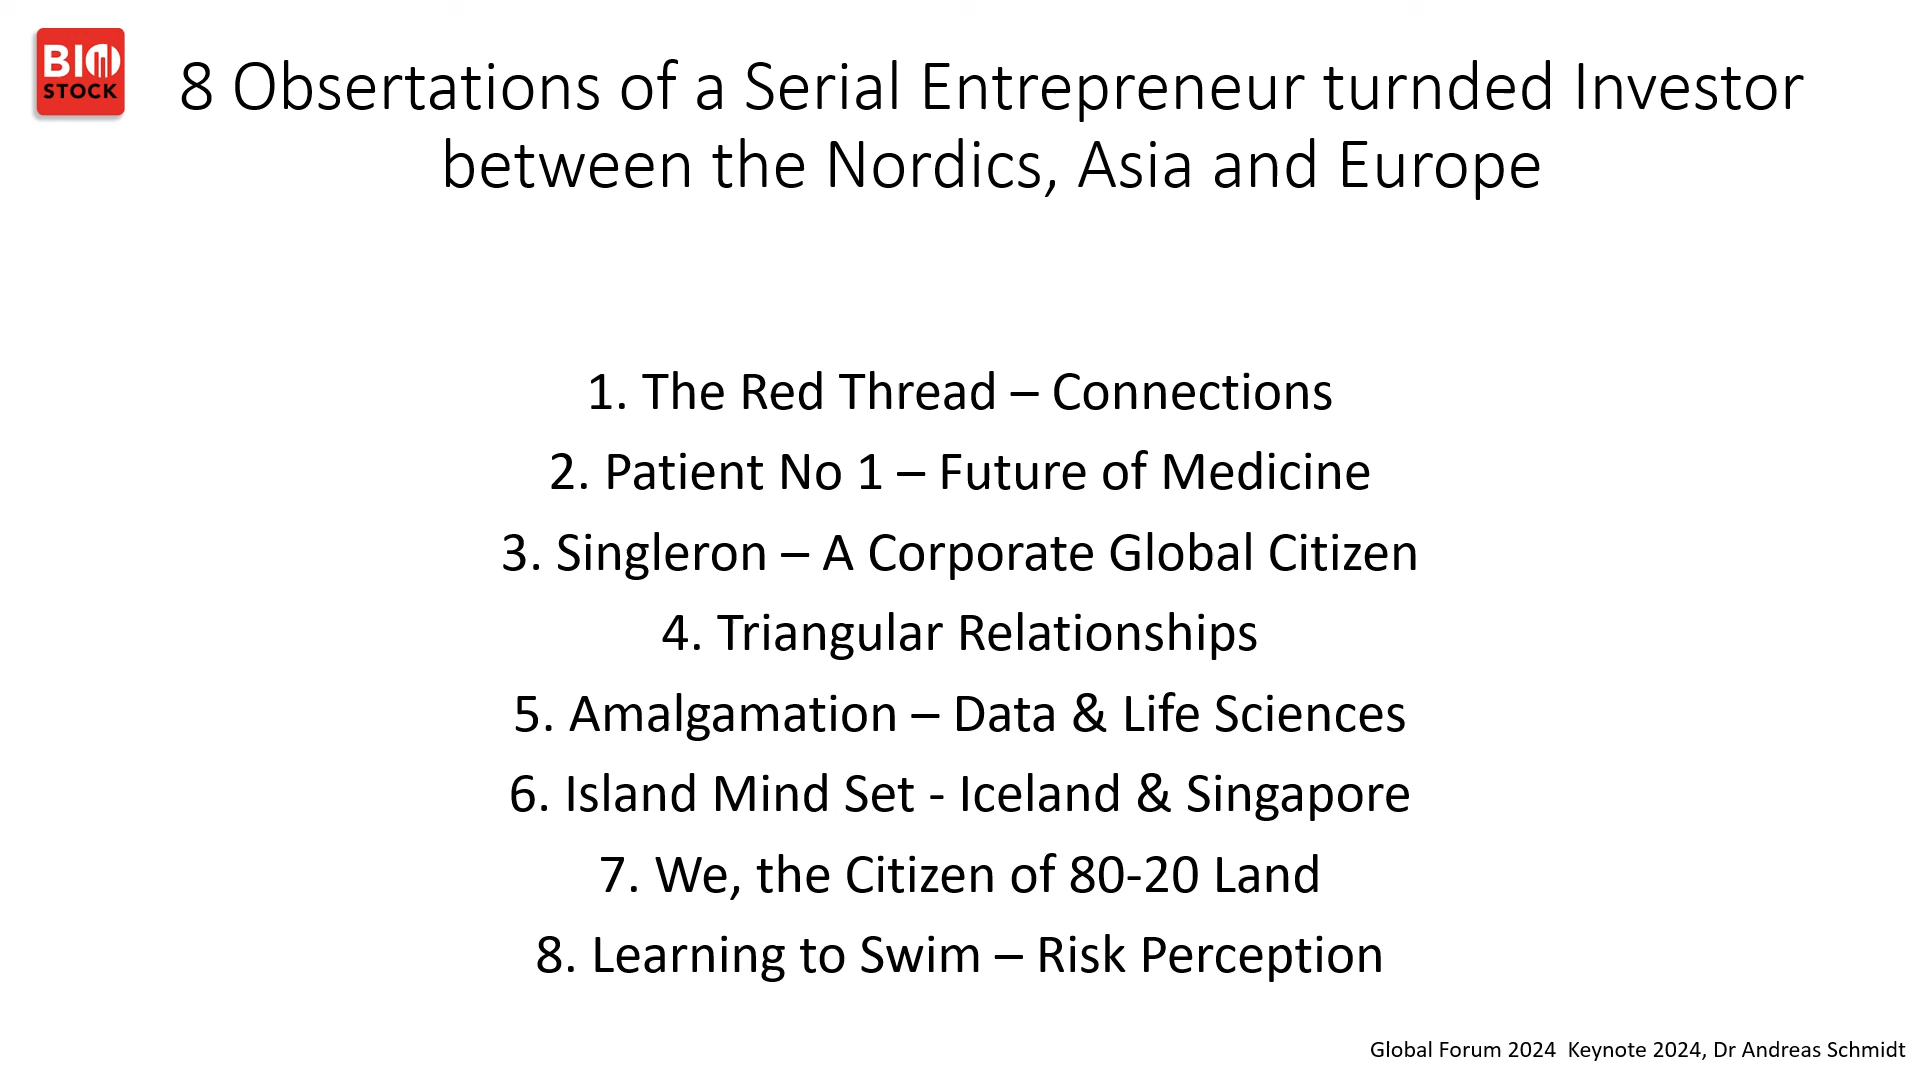 BIO
STOCK
8 Obsertations of a Serial Entrepreneur turnded Investor
between the Nordics, Asia and Europe
1. The Red Thread – Connections
2. Patient No 1 – Future of Medicine
3. Singleron – A Corporate Global Citizen
4. Triangular Relationships
5. Amalgamation – Data & Life Sciences
6. Island Mind Set - Iceland & Singapore
7. We, the Citizen of 80-20 Land
8. Learning to Swim – Risk Perception
Global Forum 2024  Keynote 2024, Dr Andreas Schmidt